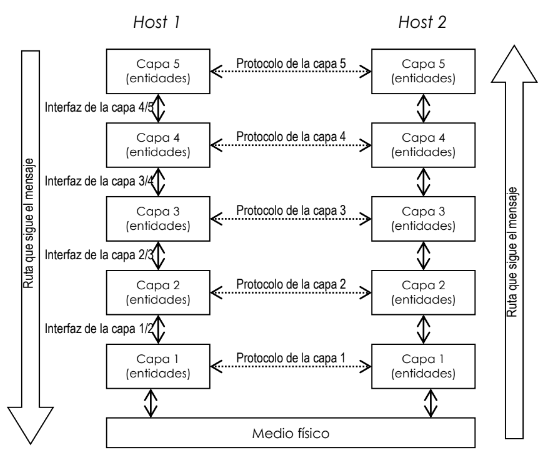 Host 1
Host 2
Capa 5
(entidades)
Protocolo de la capa 5
Capa 5
(entidades)
Interfaz de la capa 4/5
Capa 4
(entidades)
Protocolo de la capa 4
Capa 4
(entidades)
Interfaz de la capa 3/4
Capa 3
(entidades)
Protocolo de la capa 3
Capa 3
(entidades)
Interfaz de la capa 2/3
Capa 2
(entidades)
Protocolo de la capa 2
Capa 2
(entidades)
Interfaz de la capa 1/2
Capa 1
(entidades)
Protocolo de la capa 1
Capa 1
(entidades)
Medio físico
Ruta que sigue el mensaje
Ruta que sigue el mensaje